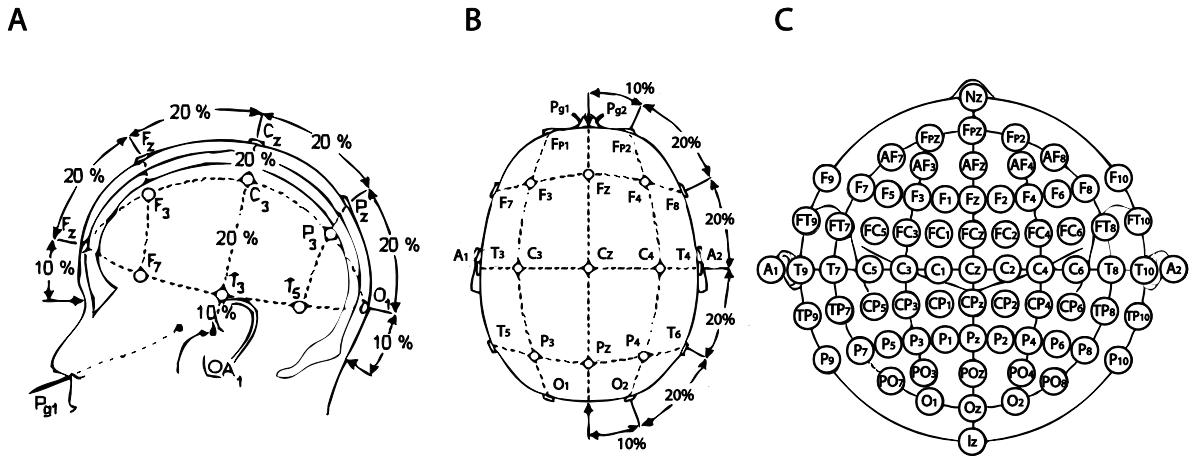 A
B
C
20 %
Fz
Cz
20 %
20 %
20 %
Fz
10 %
F3
C3
20 %
P3
Pz
20 %
F7
T3
T5
10 %
O1
10 %
OA1
Pg1
10%
Pg1 Pg2
20%
FP1 FP2
F7 F3 Fz F4 F8
20%
A1 T3 C3 Cz C4 T4 A2
20%
T5 P3 Pz P4 T6
O1 O2
20%
10%
Nz
FPZ FPZ FP2
AF7 AF3 AFZ AF4 AF8
F9 F7 F5 F3 F1 Fz F2 F4 F6 F8 F10
FT9 FT7 FC5 FC3 FC1 FCZ FC2 FC4 FC6 FT8 FT10
A1 T9 T7 C5 C3 C1 Cz C2 C4 C6 T8 T10 A2
TP9 TP7 CP5 CP3 CP1 CPz CP2 CP4 CP6 TP8 TP10
P9 P7 P5 P3 P1 Pz P2 P4 P6 P8 P10
PO7 PO3 POZ PO4 PO8
O1 Oz O2
Iz